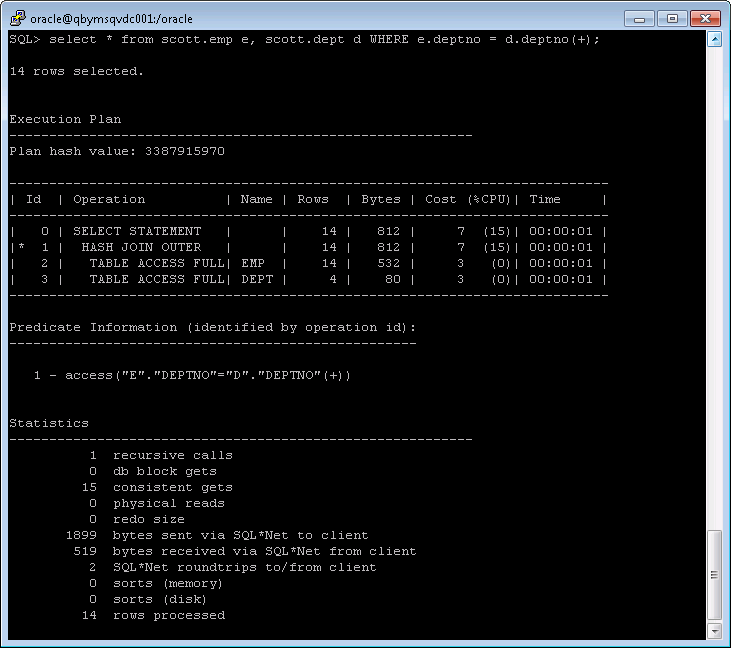 oracle@qbymsqvdc001:/oracle
SQL> select * from scott.emp e, scott.dept d WHERE e.deptno = d.deptno(+);
14 rows selected.
Execution Plan
----------------------------------------------------------
Plan hash value: 3387915970
---------------------------------------------------------------------------
| Id  | Operation          | Name | Rows  | Bytes | Cost (%CPU)| Time     |
---------------------------------------------------------------------------
|   0 | SELECT STATEMENT   |      |    14 |   812 |     7  (15)| 00:00:01 |
|*  1 |  HASH JOIN OUTER   |      |    14 |   812 |     7  (15)| 00:00:01 |
|   2 |   TABLE ACCESS FULL| EMP  |    14 |   532 |     3   (0)| 00:00:01 |
|   3 |   TABLE ACCESS FULL| DEPT |     4 |    80 |     3   (0)| 00:00:01 |
---------------------------------------------------------------------------
Predicate Information (identified by operation id):
---------------------------------------------------
   1 - access("E"."DEPTNO"="D"."DEPTNO"(+))
Statistics
----------------------------------------------------------
          1  recursive calls
          0  db block gets
         15  consistent gets
          0  physical reads
          0  redo size
       1899  bytes sent via SQL*Net to client
        519  bytes received via SQL*Net from client
          2  SQL*Net roundtrips to/from client
          0  sorts (memory)
          0  sorts (disk)
         14  rows processed